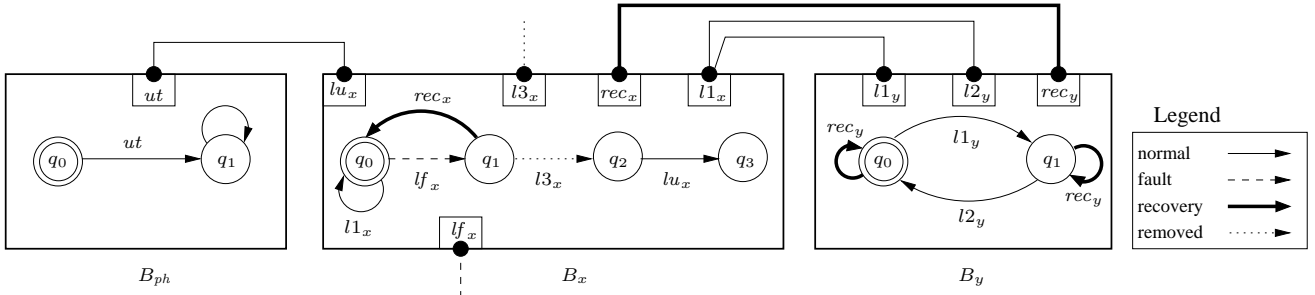 ut
lu_x
l3_x
rec_x
l1_x
l1_y
l2_y
rec_y
q_0
ut
q_1
rec_x
q_0
lf_x
q_1
l3_x
q_2
lu_x
q_3
l1_x
lf_x
rec_y
q_0
l1_y
q_1
l2_y
rec_y
Legend
normal
fault
recovery
removed
B_ph
B_x
B_y